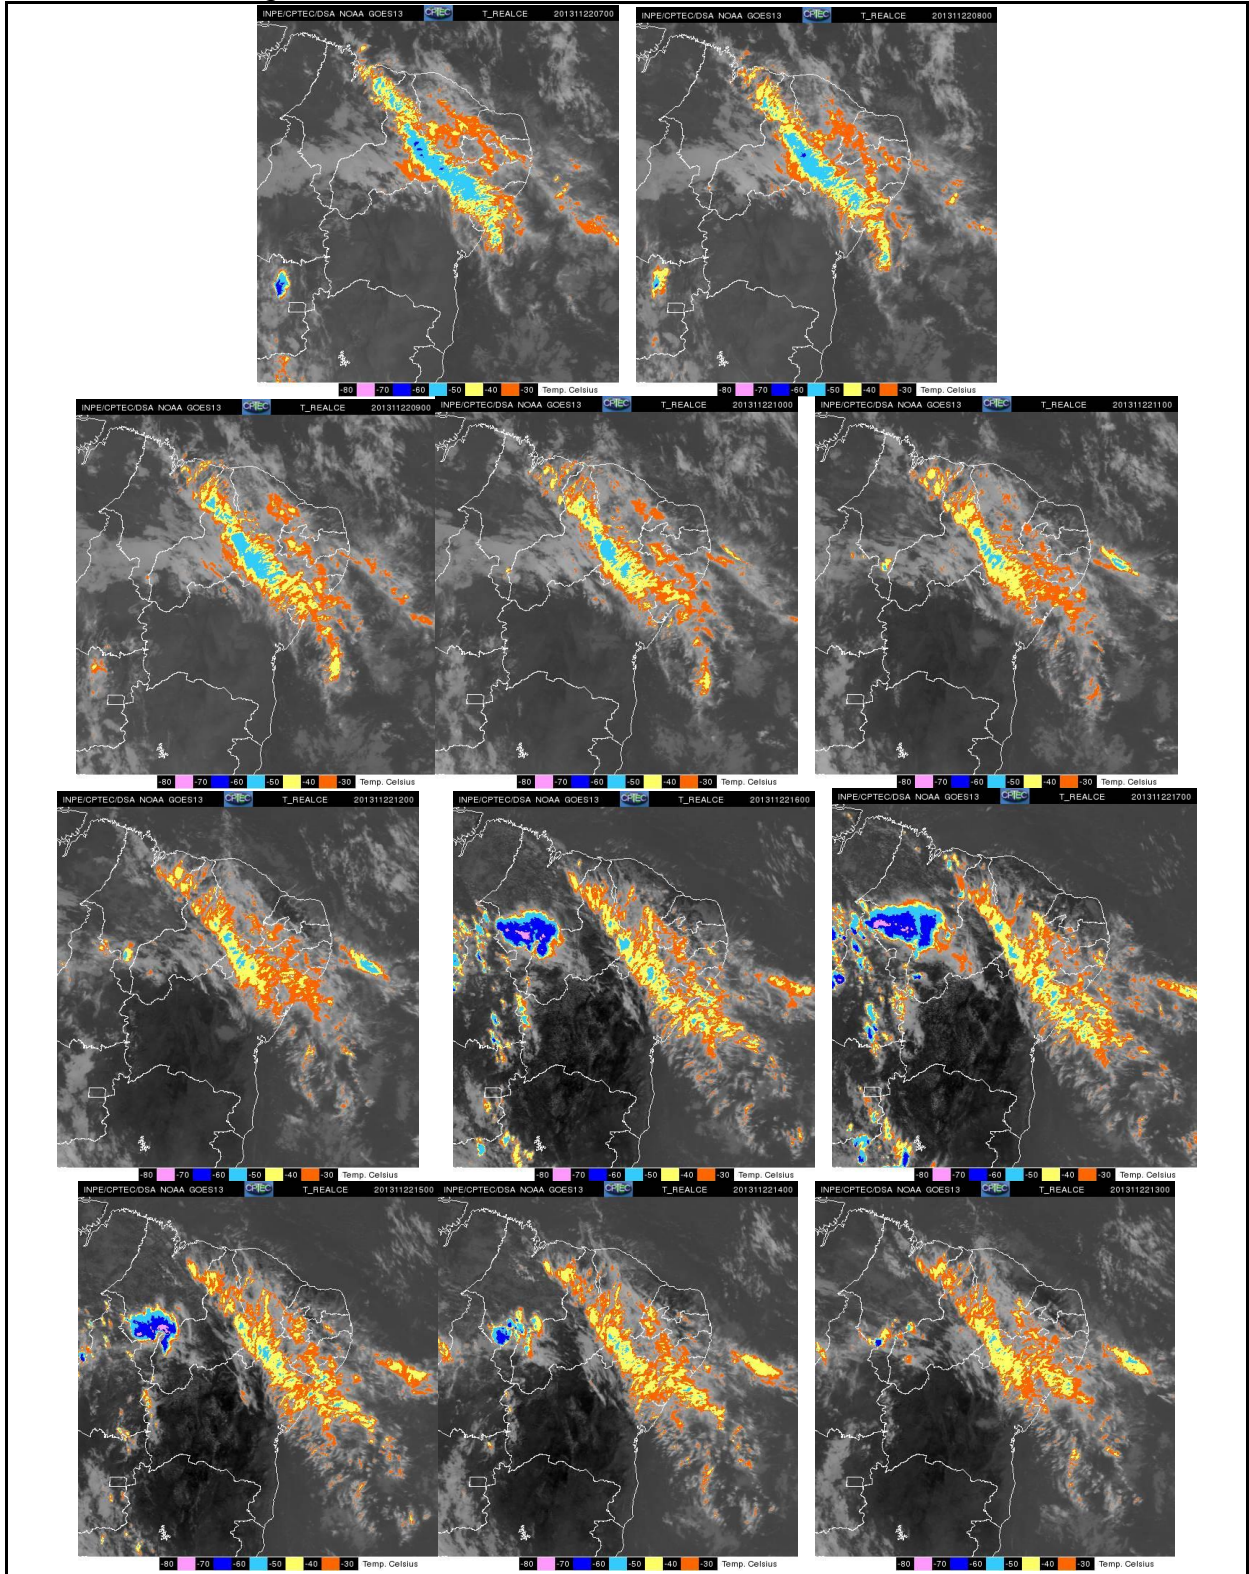 INPE/CPTEC/DSA NOAA GOES13 CPTEC T_REALCE 201311220700
-80 -70 -60 -50 -40 -30 Temp. Celsius
INPE/CPTEC/DSA NOAA GOES13 CPTEC T_REALCE 201311220800
-80 -70 -60 -50 -40 -30 Temp. Celsius
INPE/CPTEC/DSA NOAA GOES13 CPTEC T_REALCE 201311220900
-80 -70 -60 -50 -40 -30 Temp. Celsius
INPE/CPTEC/DSA NOAA GOES13 CPTEC T_REALCE 201311221000
-80 -70 -60 -50 -40 -30 Temp. Celsius
INPE/CPTEC/DSA NOAA GOES13 CPTEC T_REALCE 201311221100
-80 -70 -60 -50 -40 -30 Temp. Celsius
INPE/CPTEC/DSA NOAA GOES13 CPTEC T_REALCE 201311221200
-80 -70 -60 -50 -40 -30 Temp. Celsius
INPE/CPTEC/DSA NOAA GOES13 CPTEC T_REALCE 201311221600
-80 -70 -60 -50 -40 -30 Temp. Celsius
INPE/CPTEC/DSA NOAA GOES13 CPTEC T_REALCE 201311221700
-80 -70 -60 -50 -40 -30 Temp. Celsius
INPE/CPTEC/DSA NOAA GOES13 CPTEC T_REALCE 201311221500
-80 -70 -60 -50 -40 -30 Temp. Celsius
INPE/CPTEC/DSA NOAA GOES13 CPTEC T_REALCE 201311221400
-80 -70 -60 -50 -40 -30 Temp. Celsius
INPE/CPTEC/DSA NOAA GOES13 CPTEC T_REALCE 201311221300
-80 -70 -60 -50 -40 -30 Temp. Celsius